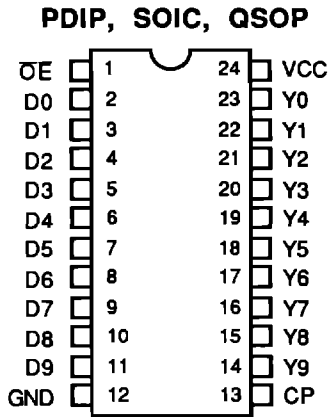 PDIP, SOIC, QSOP
OE 1 24 VCC
D0 2 23 Y0
D1 3 22 Y1
D2 4 21 Y2
D3 5 20 Y3
D4 6 19 Y4
D5 7 18 Y5
D6 8 17 Y6
D7 9 16 Y7
D8 10 15 Y8
D9 11 14 Y9
GND 12 13 CP